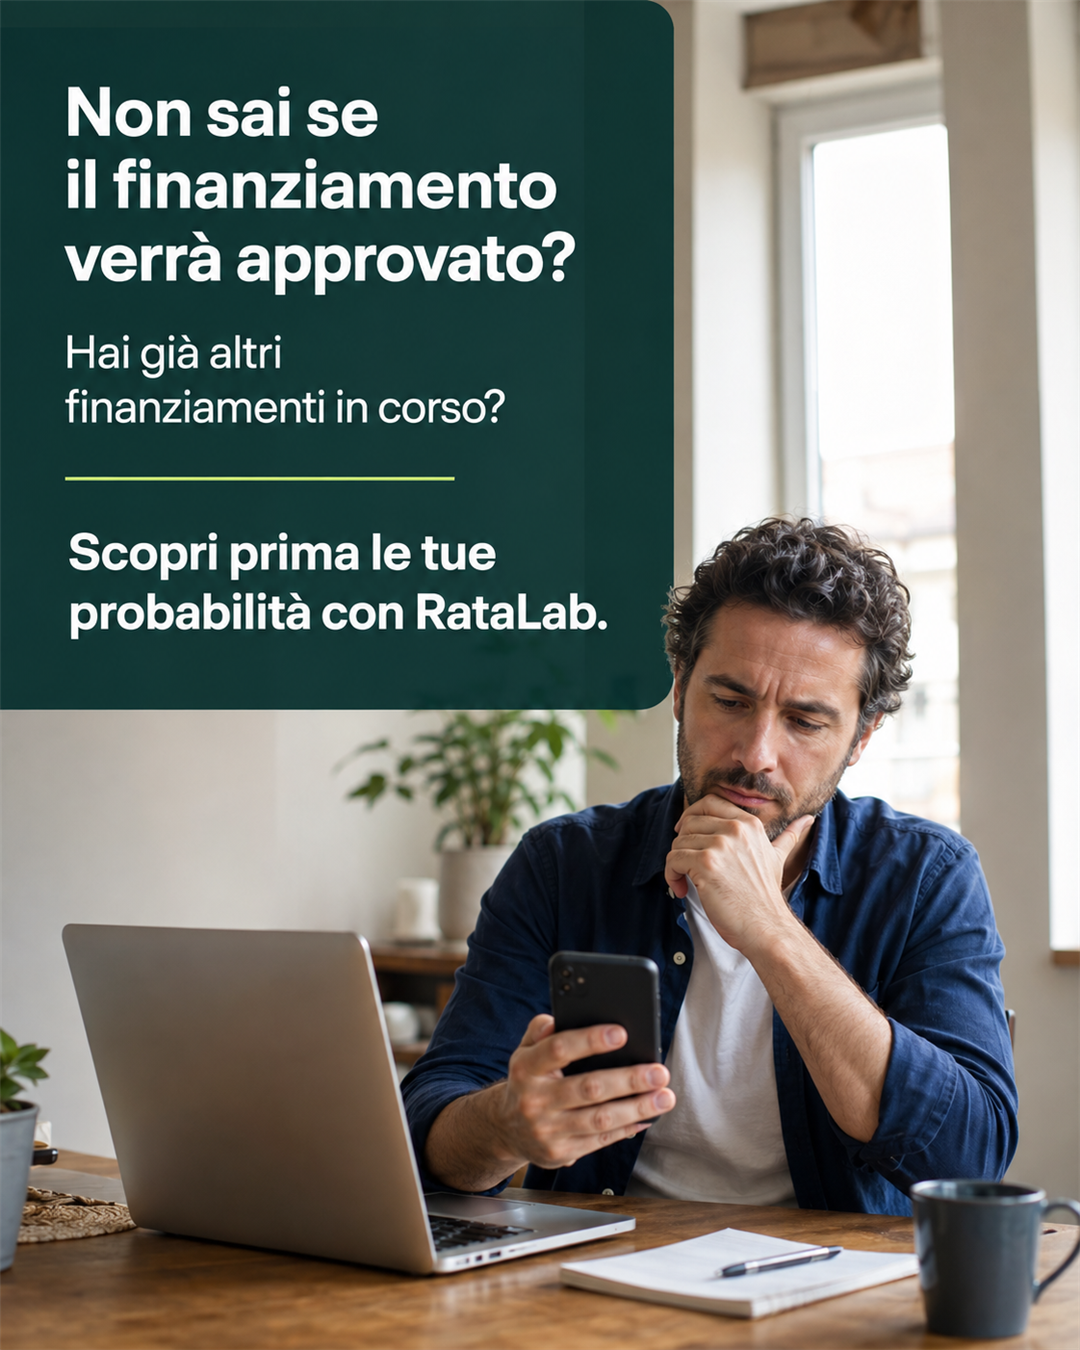 Non sai se
il finanziamento
verrà approvato?
Hai già altri
finanziamenti in corso?
Scopri prima le tue
probabilità con RataLab.